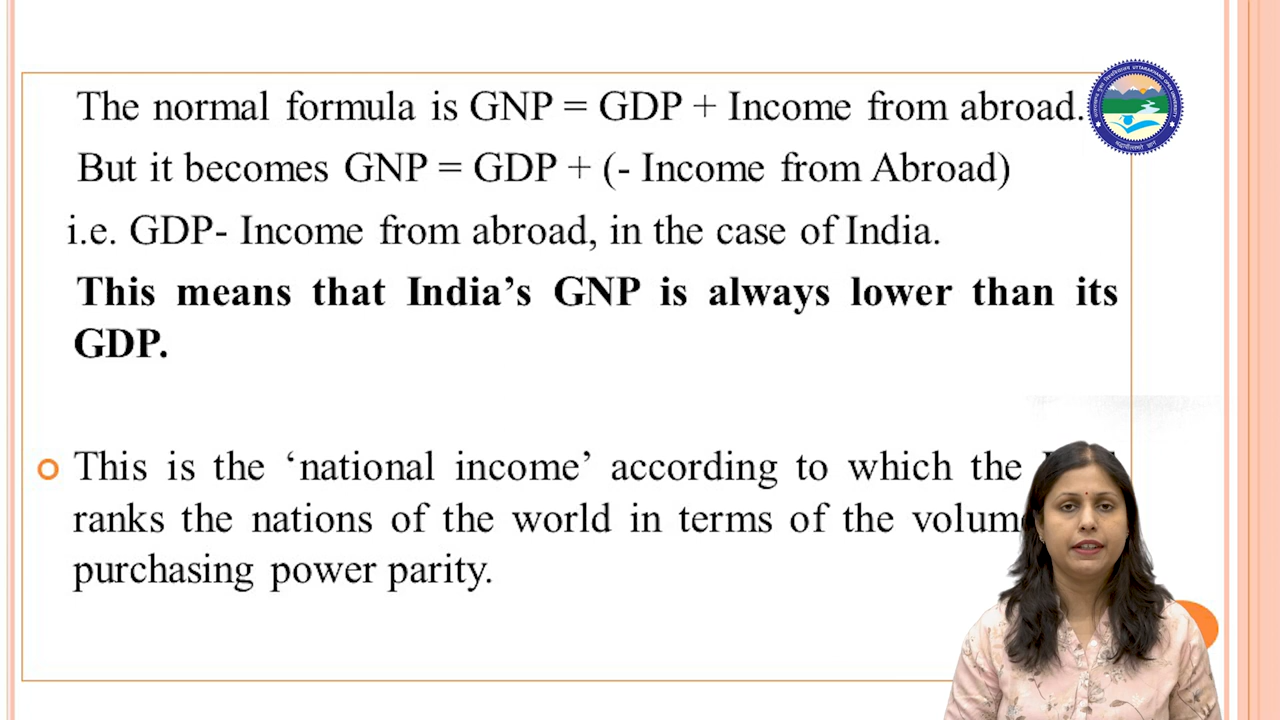 The normal formula is GNP = GDP + Income from abroad.
But it becomes GNP = GDP + (- Income from Abroad)
i.e. GDP- Income from abroad, in the case of India.
This means that India's GNP is always lower than its
GDP.
This is the ‘national income’ according to which the
ranks the nations of the world in terms of the
purchasing power parity.